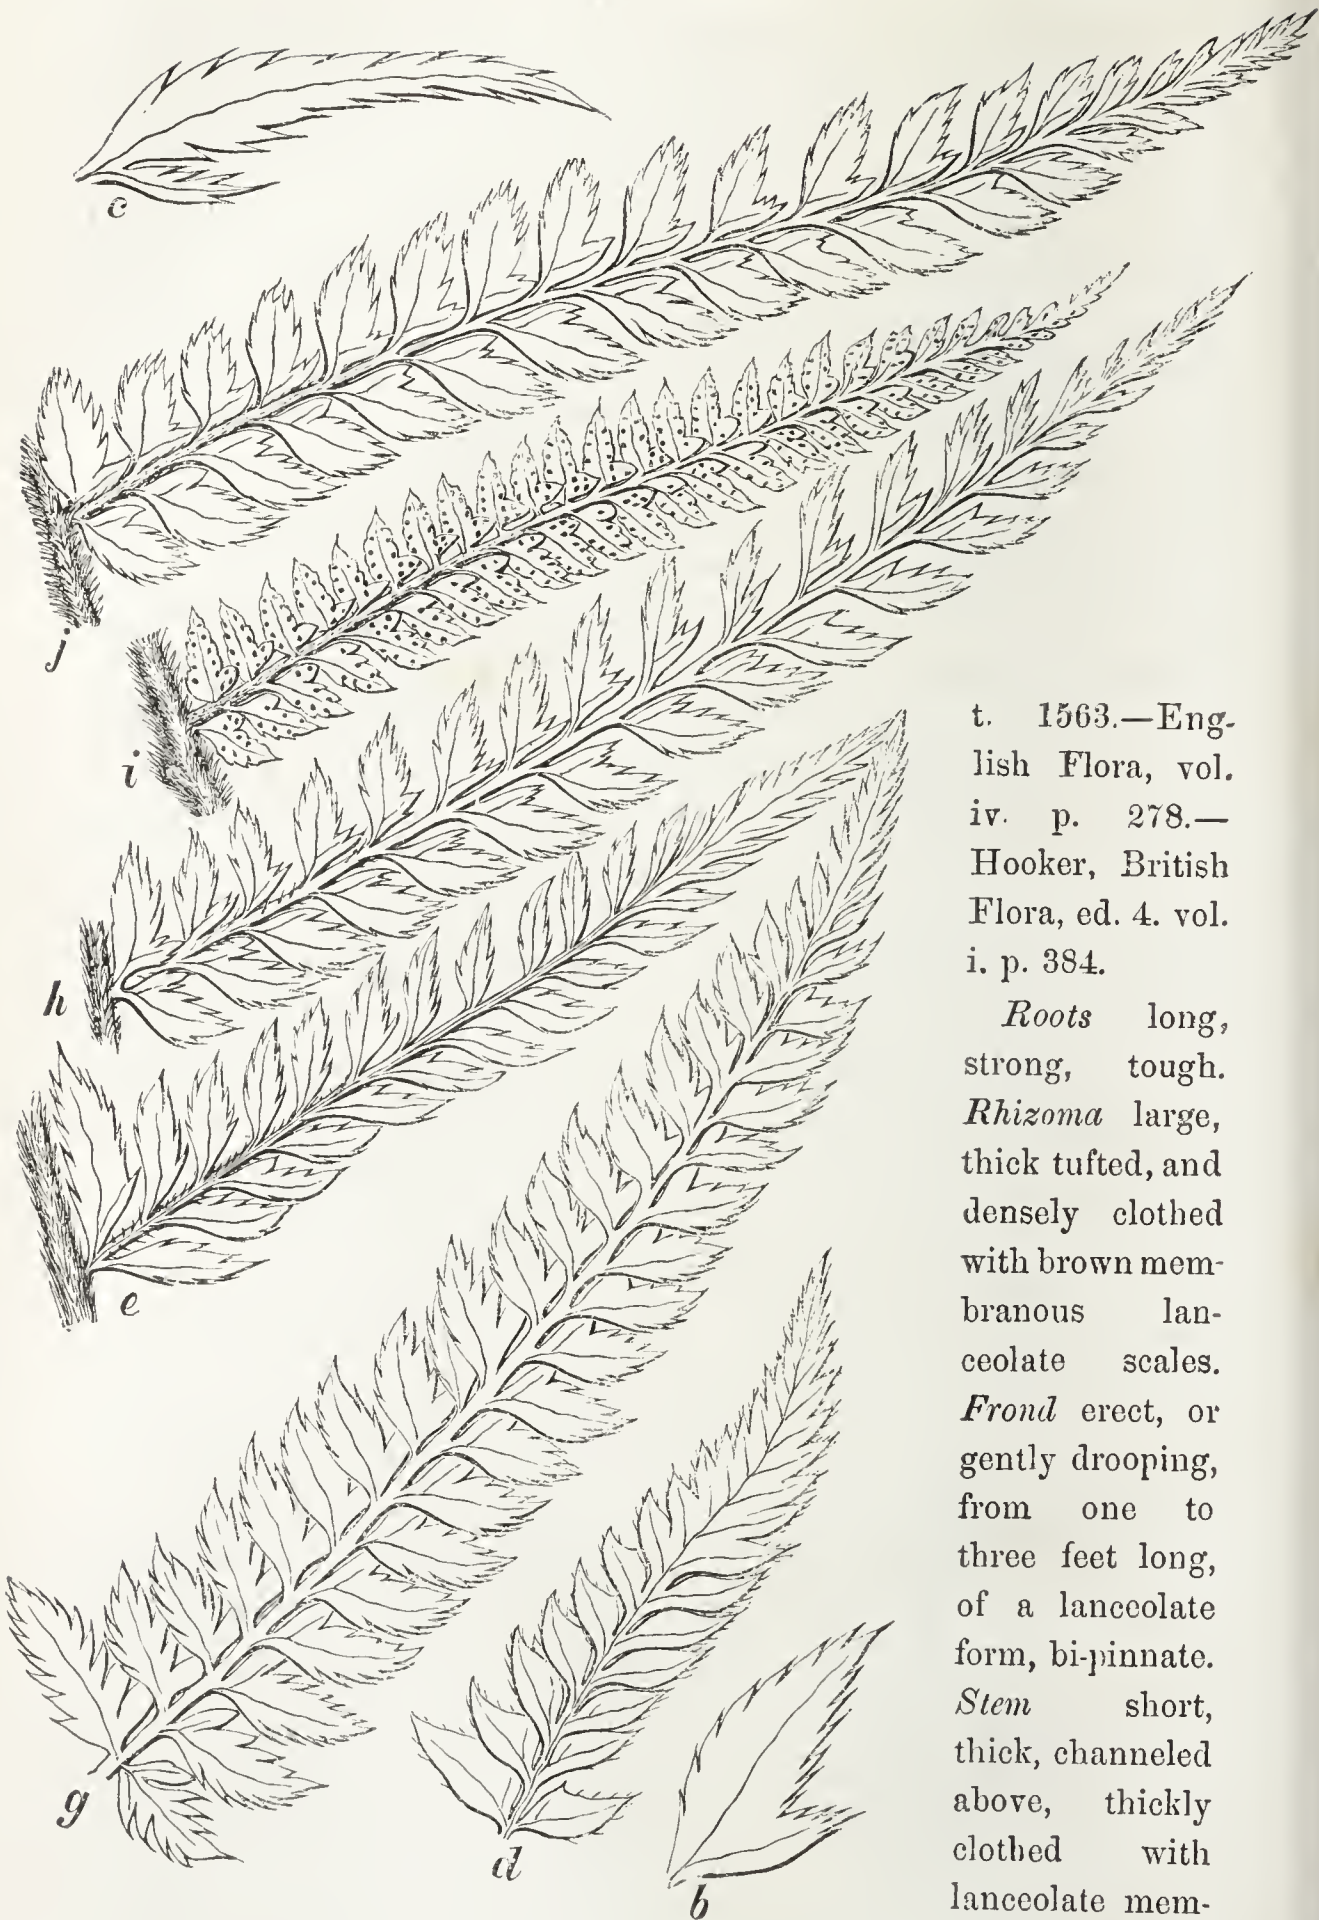 c
j
i
h
e
g
d
b
t. 1563.—Eng-
lish Flora, vol.
iv. p. 278.—
Hooker, British
Flora, ed. 4. vol.
i. p. 384.
Roots long,
strong, tough.
Rhizoma large,
thick tufted, and
densely clothed
with brown mem-
branous lan-
ceolate scales.
Frond erect, or
gently drooping,
from one to
three feet long,
of a lanceolate
form, bi-pinnate.
Stem short,
thick, channeled
above, thickly
clothed with
lanceolate mem-